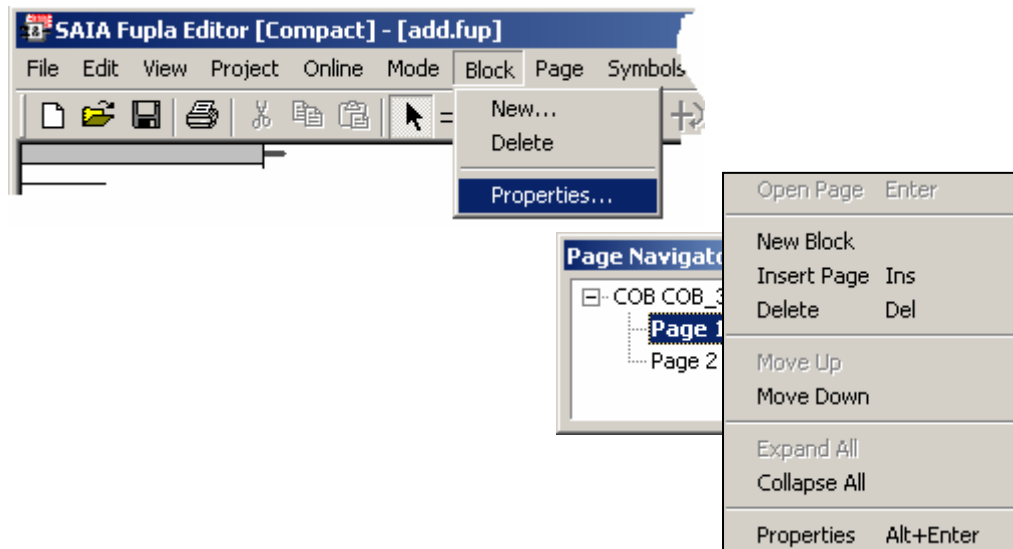 SAIA Fupla Editor [Compact] - [add.fup]
File Edit View Project Online Mode Block Page Symbols
New...
Delete
Properties...
Page Navigato
COB COB_3
Page 1
Page 2
Open Page Enter
New Block
Insert Page Ins
Delete Del
Move Up
Move Down
Expand All
Collapse All
Properties Alt+Enter